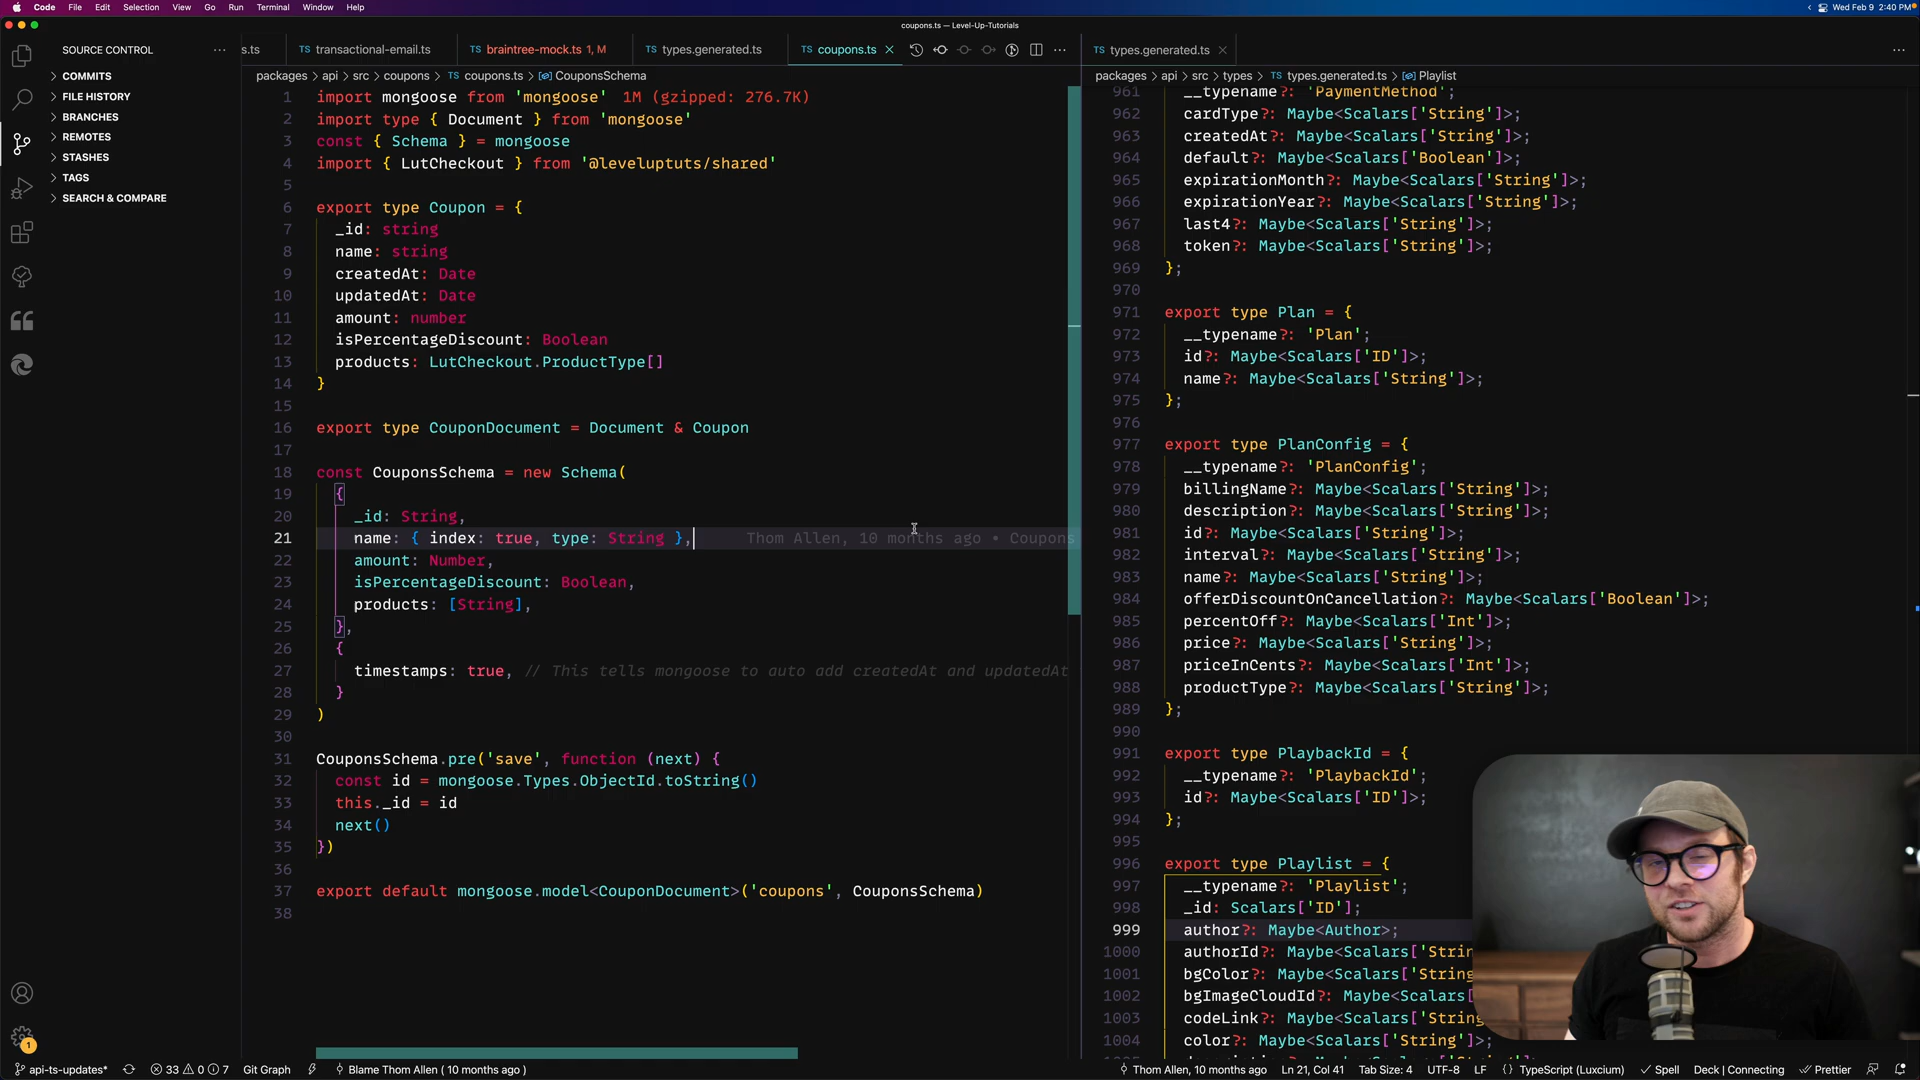 Code File Edit Selection View Go Run Terminal Window Help
Wed Feb 9 2:40 PM
coupons.ts — Level-Up-Tutorials
SOURCE CONTROL
COMMITS
FILE HISTORY
BRANCHES
REMOTES
STASHES
TAGS
SEARCH & COMPARE
s.ts
TS transactional-email.ts
TS braintree-mock.ts 1, M
TS types.generated.ts
TS coupons.ts
packages > api > src > coupons > TS coupons.ts > CouponsSchema
1 import mongoose from 'mongoose' 1M (gzipped: 276.7K)
2 import type { Document } from 'mongoose'
3 const { Schema } = mongoose
4 import { LutCheckout } from '@leveluptuts/shared'
5
6 export type Coupon = {
7 _id: string
8 name: string
9 createdAt: Date
10 updatedAt: Date
11 amount: number
12 isPercentageDiscount: Boolean
13 products: LutCheckout.ProductType[]
14 }
15
16 export type CouponDocument = Document & Coupon
17
18 const CouponsSchema = new Schema(
19 {
20 _id: String,
21 name: { index: true, type: String }, Thom Allen, 10 months ago • Coupons
22 amount: Number,
23 isPercentageDiscount: Boolean,
24 products: [String],
25 },
26 {
27 timestamps: true, // This tells mongoose to auto add createdAt and updatedAt
28 }
29 )
30
31 CouponsSchema.pre('save', function (next) {
32 const id = mongoose.Types.ObjectId.toString()
33 this._id = id
34 next()
35 })
36
37 export default mongoose.model<CouponDocument>('coupons', CouponsSchema)
38
TS types.generated.ts
packages > api > src > types > TS types.generated.ts > Playlist
961 __typename?: 'PaymentMethod';
962 cardType?: Maybe<Scalars['String']>;
963 createdAt?: Maybe<Scalars['String']>;
964 default?: Maybe<Scalars['Boolean']>;
965 expirationMonth?: Maybe<Scalars['String']>;
966 expirationYear?: Maybe<Scalars['String']>;
967 last4?: Maybe<Scalars['String']>;
968 token?: Maybe<Scalars['String']>;
969 };
970
971 export type Plan = {
972 __typename?: 'Plan';
973 id?: Maybe<Scalars['ID']>;
974 name?: Maybe<Scalars['String']>;
975 };
976
977 export type PlanConfig = {
978 __typename?: 'PlanConfig';
979 billingName?: Maybe<Scalars['String']>;
980 description?: Maybe<Scalars['String']>;
981 id?: Maybe<Scalars['String']>;
982 interval?: Maybe<Scalars['String']>;
983 name?: Maybe<Scalars['String']>;
984 offerDiscountOnCancellation?: Maybe<Scalars['Boolean']>;
985 percentOff?: Maybe<Scalars['Int']>;
986 price?: Maybe<Scalars['String']>;
987 priceInCents?: Maybe<Scalars['Int']>;
988 productType?: Maybe<Scalars['String']>;
989 };
990
991 export type PlaybackId = {
992 __typename?: 'PlaybackId';
993 id?: Maybe<Scalars['ID']>;
994 };
995
996 export type Playlist = {
997 __typename?: 'Playlist';
998 _id: Scalars['ID'];
999 author?: Maybe<Author>;
1000 authorId?: Maybe<Scalars['Strin
1001 bgColor?: Maybe<Scalars['String
1002 bgImageCloudId?: Maybe<Scalars[
1003 codeLink?: Maybe<Scalars['Strin
1004 color?: Maybe<Scalars['String']
1
api-ts-updates* 33 0 7 Git Graph Blame Thom Allen ( 10 months ago )
Thom Allen, 10 months ago Ln 21, Col 41 Tab Size: 4 UTF-8 LF TypeScript (Luxcium) Spell Deck | Connecting Prettier